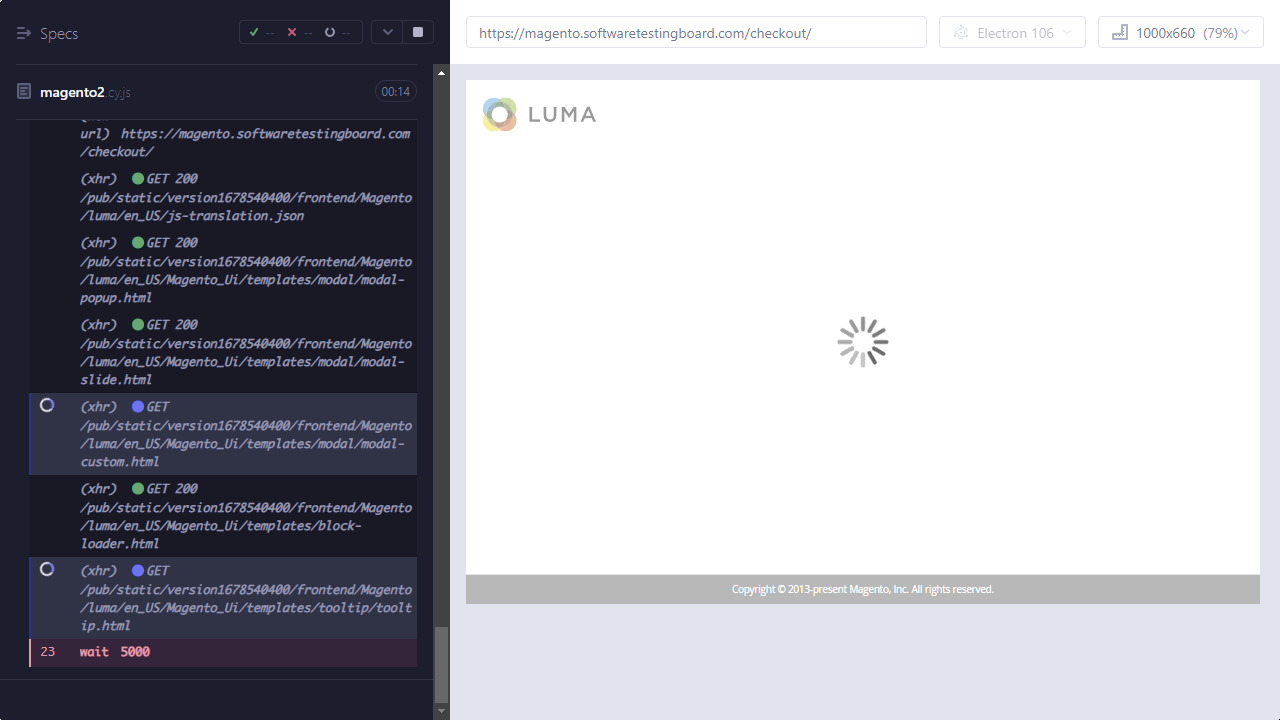 Specs
-- -- --
magento2.cy.js
00:14
url) https://magento.softwaretestingboard.com
/checkout/
(xhr) GET 200
/pub/static/version1678540400/frontend/Magento
/luma/en_US/js-translation.json
(xhr) GET 200
/pub/static/version1678540400/frontend/Magento
/luma/en_US/Magento_Ui/templates/modal/modal-
popup.html
(xhr) GET 200
/pub/static/version1678540400/frontend/Magento
/luma/en_US/Magento_Ui/templates/modal/modal-
slide.html
(xhr) GET
/pub/static/version1678540400/frontend/Magento
/luma/en_US/Magento_Ui/templates/modal/modal-
custom.html
(xhr) GET 200
/pub/static/version1678540400/frontend/Magento
/luma/en_US/Magento_Ui/templates/block-
loader.html
(xhr) GET
/pub/static/version1678540400/frontend/Magento
/luma/en_US/Magento_Ui/templates/tooltip/toolt
ip.html
23 wait 5000
https://magento.softwaretestingboard.com/checkout/
Electron 106
1000x660 (79%)
LUMA
Copyright © 2013-present Magento, Inc. All rights reserved.